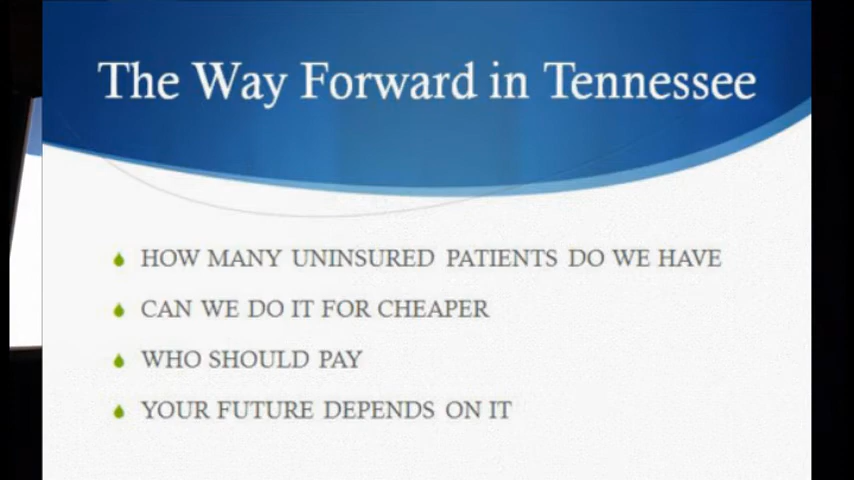 The Way Forward in Tennessee
HOW MANY UNINSURED PATIENTS DO WE HAVE
CAN WE DO IT FOR CHEAPER
WHO SHOULD PAY
YOUR FUTURE DEPENDS ON IT